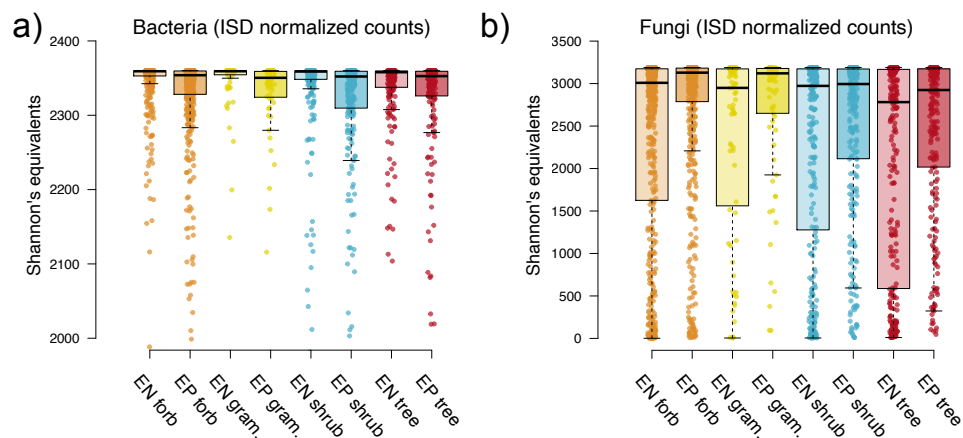 a)
Bacteria (ISD normalized counts)
Shannon's equivalents
2400
2300
2200
2100
2000
EN forb
EP forb
EN gram.
EP gram.
EN shrub
EP shrub
EN tree
EP tree
b)
Fungi (ISD normalized counts)
Shannon's equivalents
3500
3000
2500
2000
1500
1000
500
0
EN forb
EP forb
EN gram.
EP gram.
EN shrub
EP shrub
EN tree
EP tree